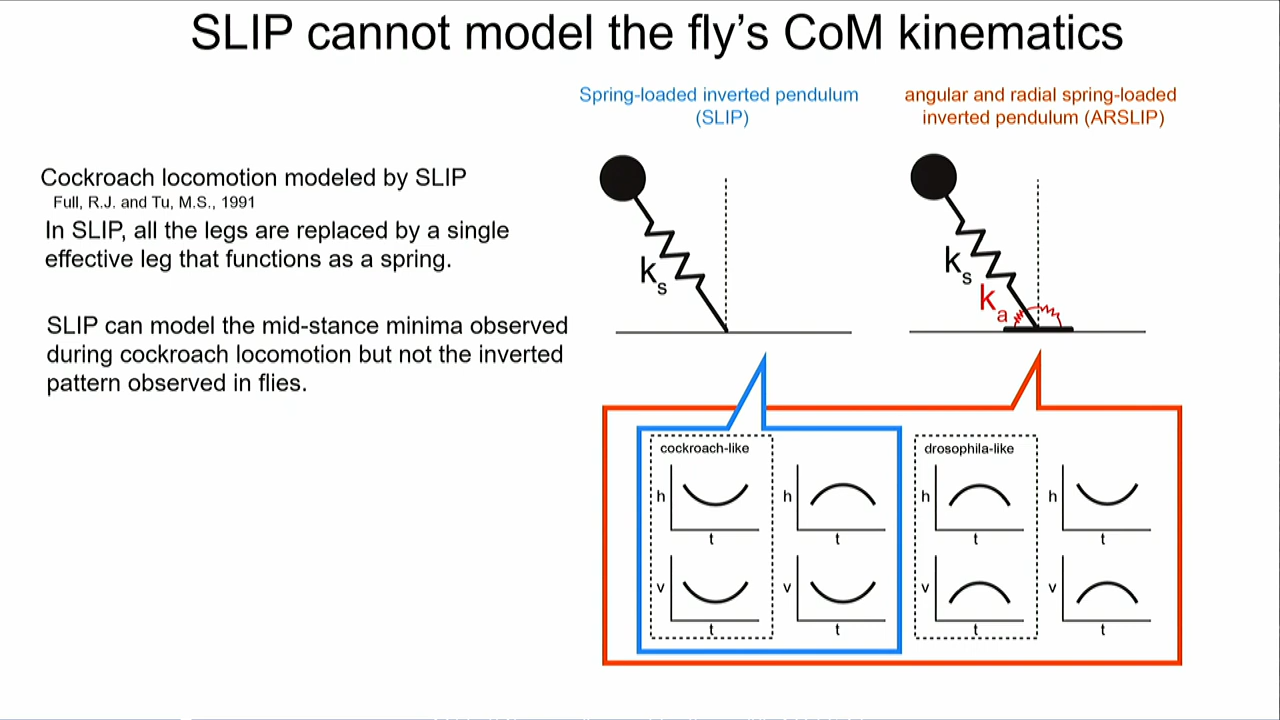 SLIP cannot model the fly’s CoM kinematics
Spring-loaded inverted pendulum
(SLIP)
angular and radial spring-loaded
inverted pendulum (ARSLIP)
Cockroach locomotion modeled by SLIP
Full, R.J. and Tu, M.S., 1991
In SLIP, all the legs are replaced by a single
effective leg that functions as a spring.
SLIP can model the mid-stance minima observed
during cockroach locomotion but not the inverted
pattern observed in flies.
ks
ks
ka
cockroach-like
h
t
h
t
v
t
v
t
drosophila-like
h
t
h
t
v
t
v
t